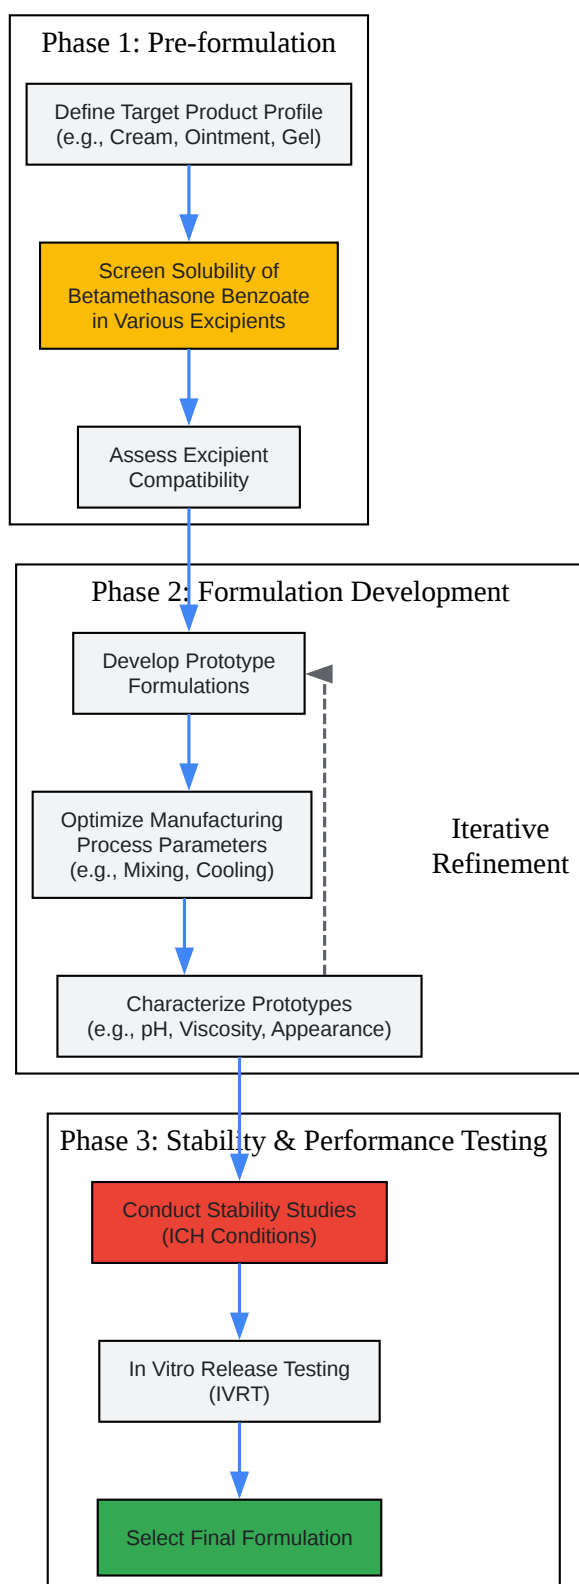 Phase 1: Pre-formulation
Define Target Product Profile
(e.g., Cream, Ointment, Gel)
Screen Solubility of
Betamethasone Benzoate
in Various Excipients
Assess Excipient
Compatibility
Phase 2: Formulation Development
Develop Prototype
Formulations
Optimize Manufacturing
Process Parameters
(e.g., Mixing, Cooling)
Iterative
Refinement
Characterize Prototypes
(e.g., pH, Viscosity, Appearance)
Phase 3: Stability & Performance Testing
Conduct Stability Studies
(ICH Conditions)
In Vitro Release Testing
(IVRT)
Select Final Formulation